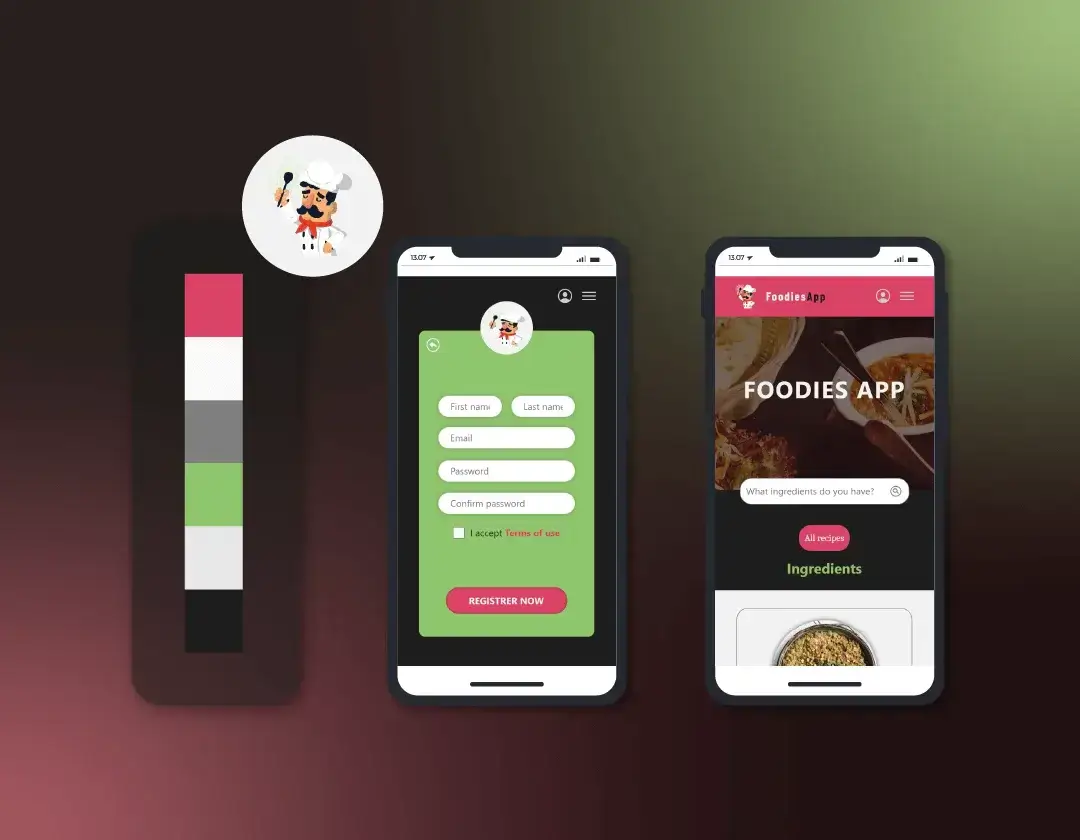 13.07
First name Last name
Email
Password
Confirm password
I accept Terms of use
REGISTRER NOW
13.07
FoodiesApp
FOODIES APP
What ingredients do you have?
All recipes
Ingredients